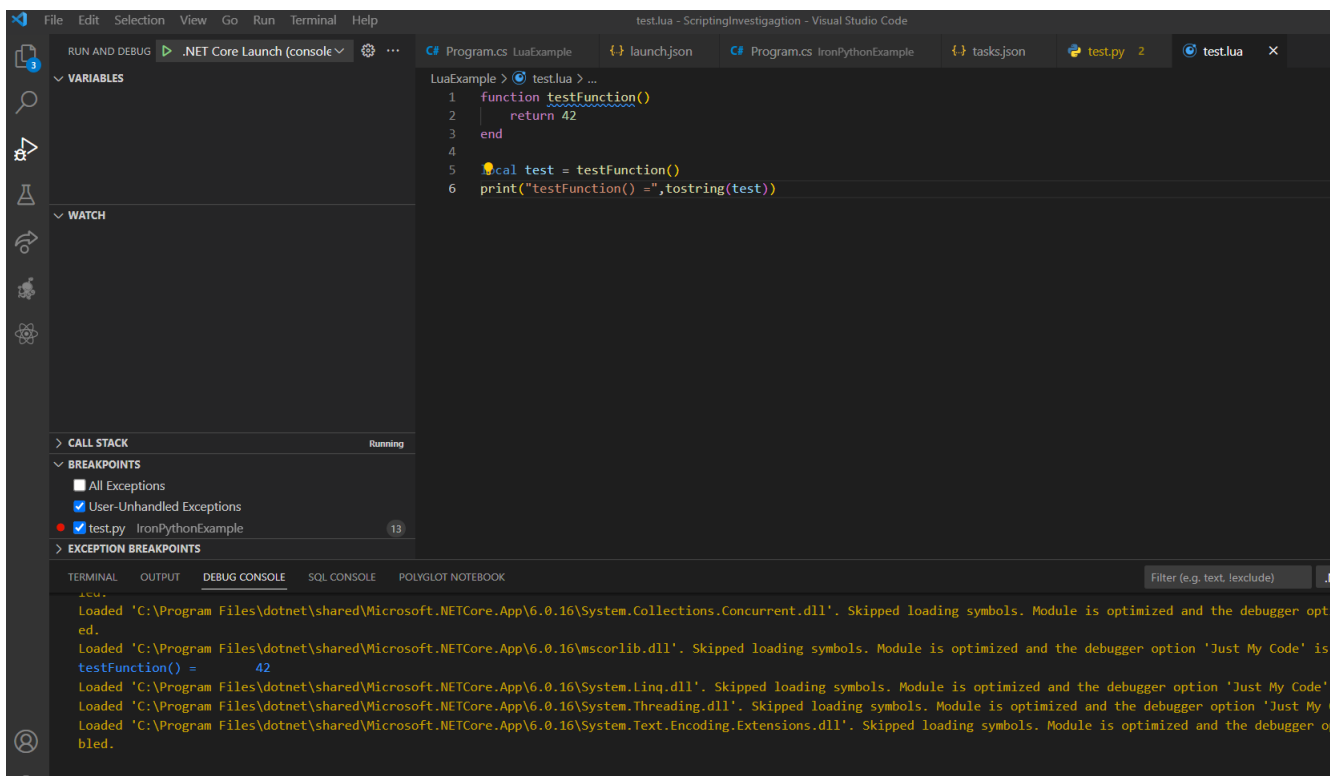 File Edit Selection View Go Run Terminal Help
test.lua - ScriptingInvestigagtion - Visual Studio Code
RUN AND DEBUG .NET Core Launch (console
C# Program.cs LuaExample
launch.json
C# Program.cs IronPythonExample
tasks.json
test.py 2
test.lua
3
VARIABLES
LuaExample > test.lua > ...
1 function testFunction()
2 return 42
3 end
4
5 cal test = testFunction()
6 print("testFunction() =",tostring(test))
WATCH
CALL STACK Running
BREAKPOINTS
All Exceptions
User-Unhandled Exceptions
test.py IronPythonExample 13
EXCEPTION BREAKPOINTS
TERMINAL OUTPUT DEBUG CONSOLE SQL CONSOLE POLYGLOT NOTEBOOK
Filter (e.g. text, !exclude)
Loaded 'C:\Program Files\dotnet\shared\Microsoft.NETCore.App\6.0.16\System.Collections.Concurrent.dll'. Skipped loading symbols. Module is optimized and the debugger opt
ed.
Loaded 'C:\Program Files\dotnet\shared\Microsoft.NETCore.App\6.0.16\mscorlib.dll'. Skipped loading symbols. Module is optimized and the debugger option 'Just My Code' is
testFunction() = 42
Loaded 'C:\Program Files\dotnet\shared\Microsoft.NETCore.App\6.0.16\System.Linq.dll'. Skipped loading symbols. Module is optimized and the debugger option 'Just My Code'
Loaded 'C:\Program Files\dotnet\shared\Microsoft.NETCore.App\6.0.16\System.Threading.dll'. Skipped loading symbols. Module is optimized and the debugger option 'Just My
Loaded 'C:\Program Files\dotnet\shared\Microsoft.NETCore.App\6.0.16\System.Text.Encoding.Extensions.dll'. Skipped loading symbols. Module is optimized and the debugger
bled.